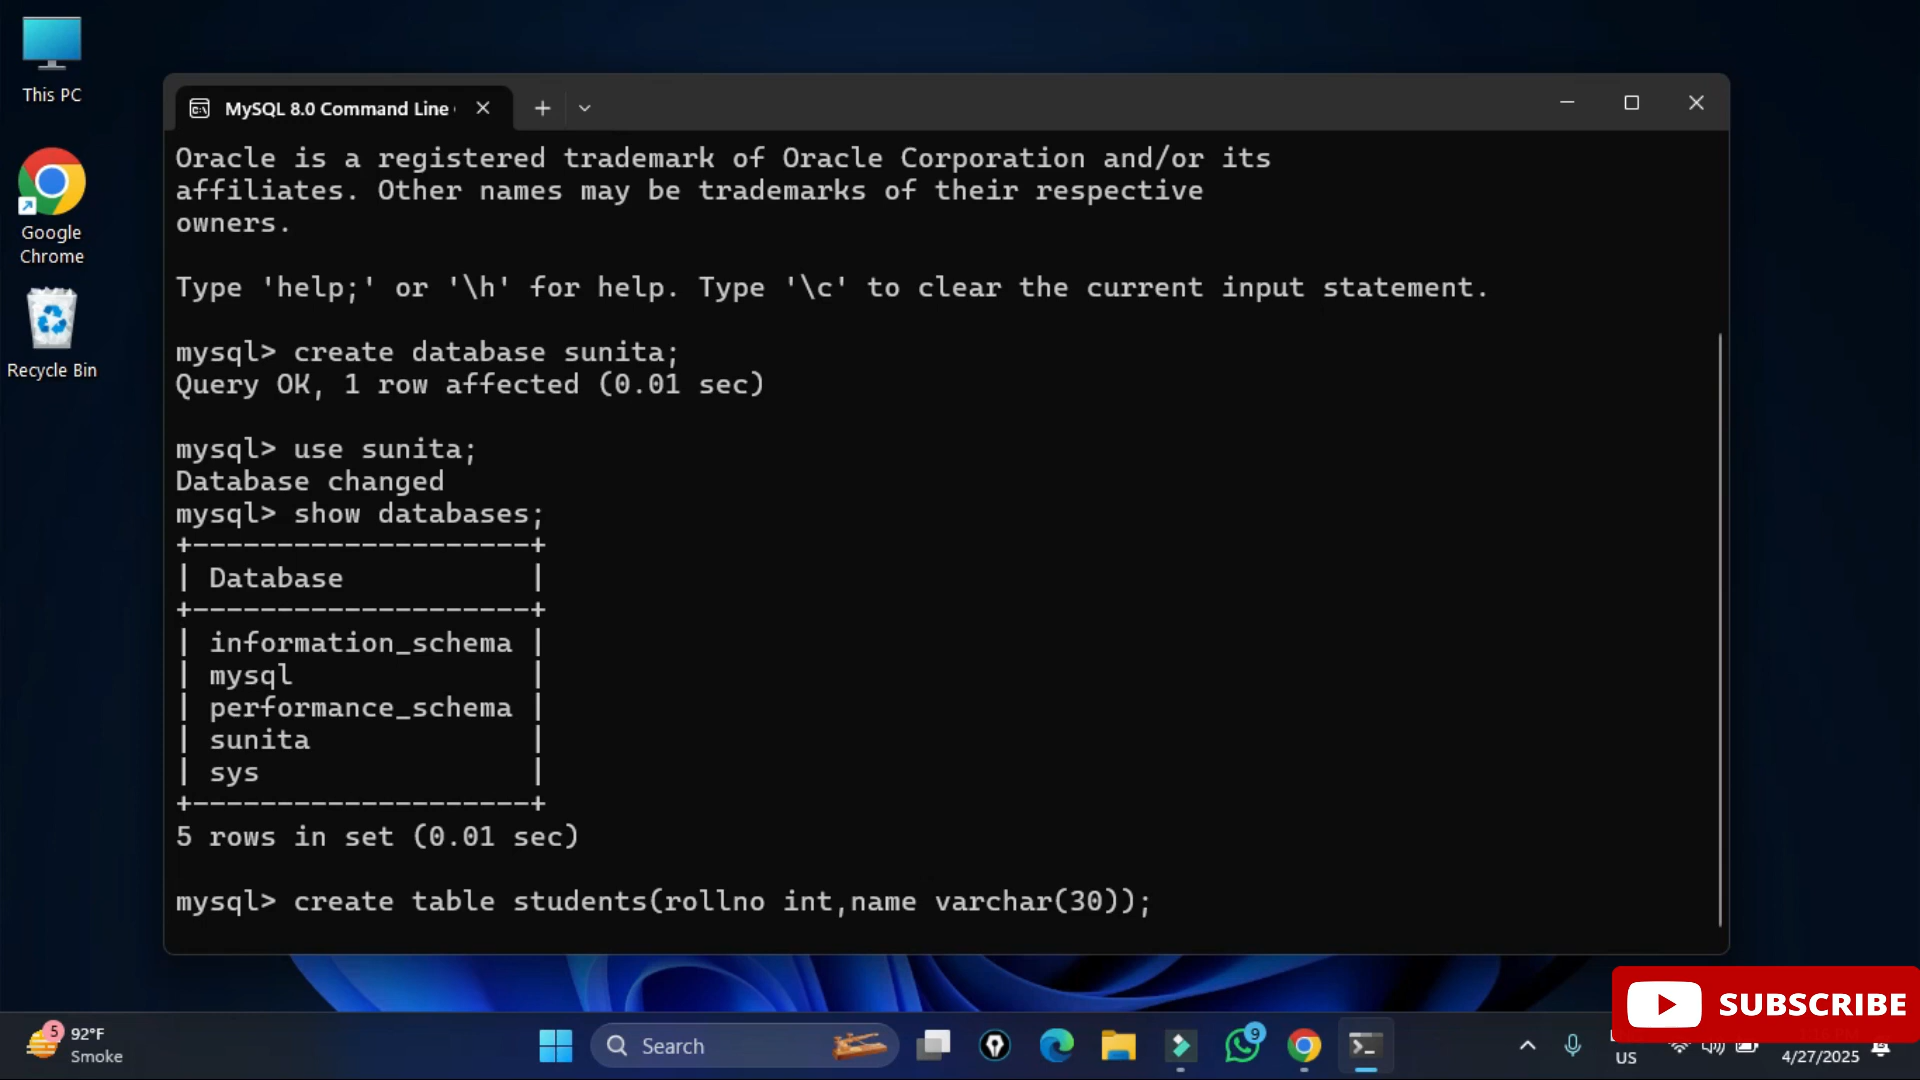 This PC
Google
Chrome
Recycle Bin
MySQL 8.0 Command Line
Oracle is a registered trademark of Oracle Corporation and/or its
affiliates. Other names may be trademarks of their respective
owners.
Type 'help;' or '\h' for help. Type '\c' to clear the current input statement.
mysql> create database sunita;
Query OK, 1 row affected (0.01 sec)
mysql> use sunita;
Database changed
mysql> show databases;
+--------------------+
| Database           |
+--------------------+
| information_schema |
| mysql              |
| performance_schema |
| sunita             |
| sys                |
+--------------------+
5 rows in set (0.01 sec)
mysql> create table students(rollno int,name varchar(30));
SUBSCRIBE
5
92°F
Smoke
Search
9
US
4/27/2025